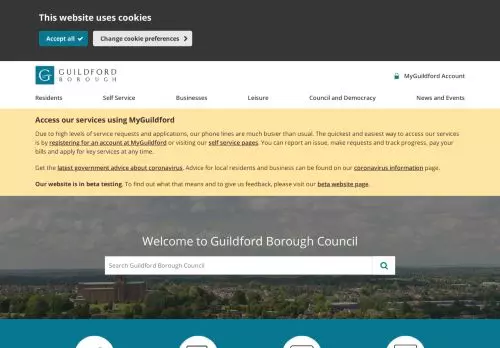 This website uses cookies
Accept all
Change cookie preferences
G GUILDFORD
BOROUGH
MyGuildford Account
Residents Self Service Businesses Leisure Council and Democracy News and Events
Access our services using MyGuildford
Due to high levels of service requests and applications, our phone lines are much busier than usual. The quickest and easiest way to access our services
is by registering for an account at MyGuildford or visiting our self service pages. You can report an issue, make requests and track progress, pay your
bills and apply for key services at any time.
Get the latest government advice about coronavirus. Advice for local residents and business can be found on our coronavirus information page.
Our website is in beta testing. To find out what that means and to give us feedback, please visit our beta website page.
Welcome to Guildford Borough Council
Search Guildford Borough Council